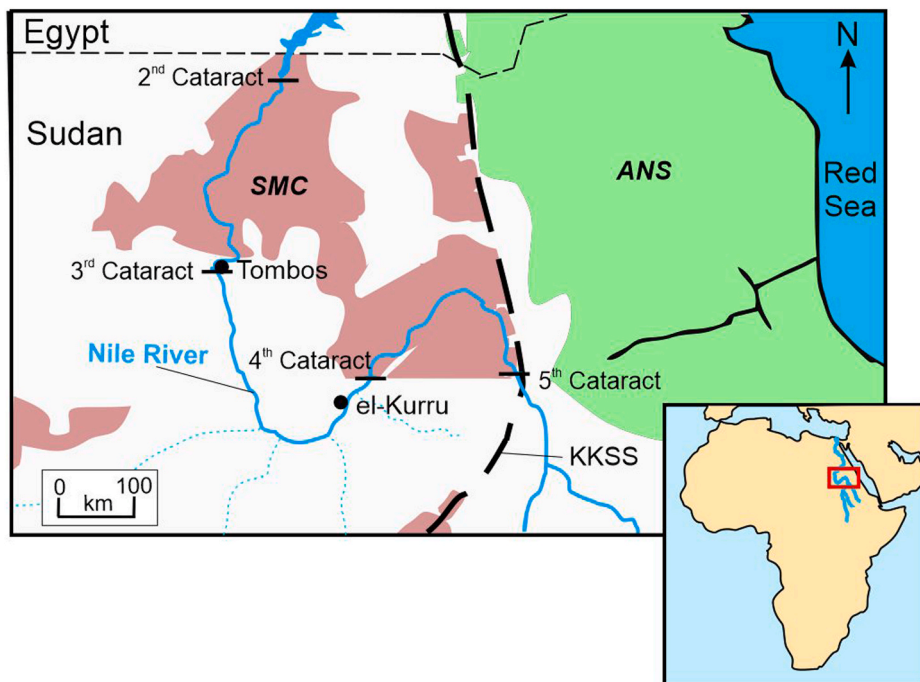 Egypt
N
2nd Cataract
Sudan
SMC
ANS
Red
Sea
3rd Cataract
Tombos
Nile River
4th Cataract
5th Cataract
el-Kurru
KKSS
0 100
km